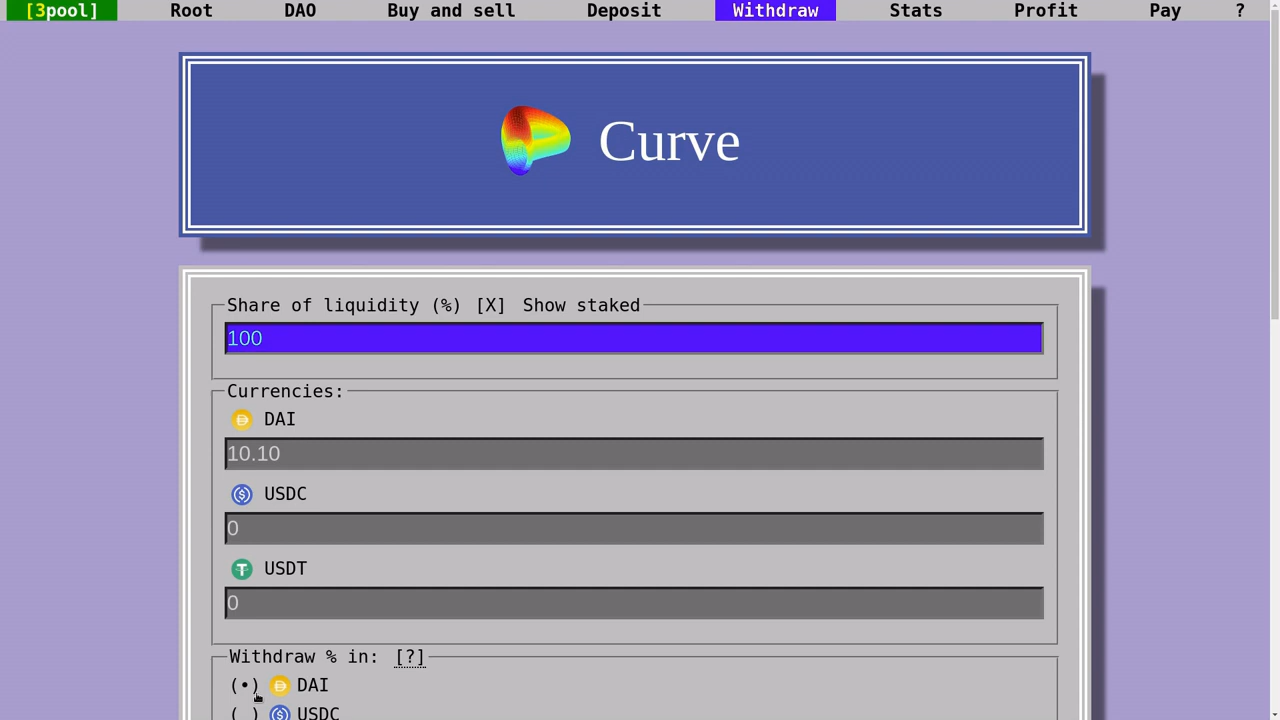 [3pool] Root DAO Buy and sell Deposit Withdraw Stats Profit Pay ?
Curve
Share of liquidity (%) [X] Show staked
100
Currencies:
DAI
10.10
USDC
0
USDT
0
Withdraw % in: [?]
(•) DAI
( ) USDC